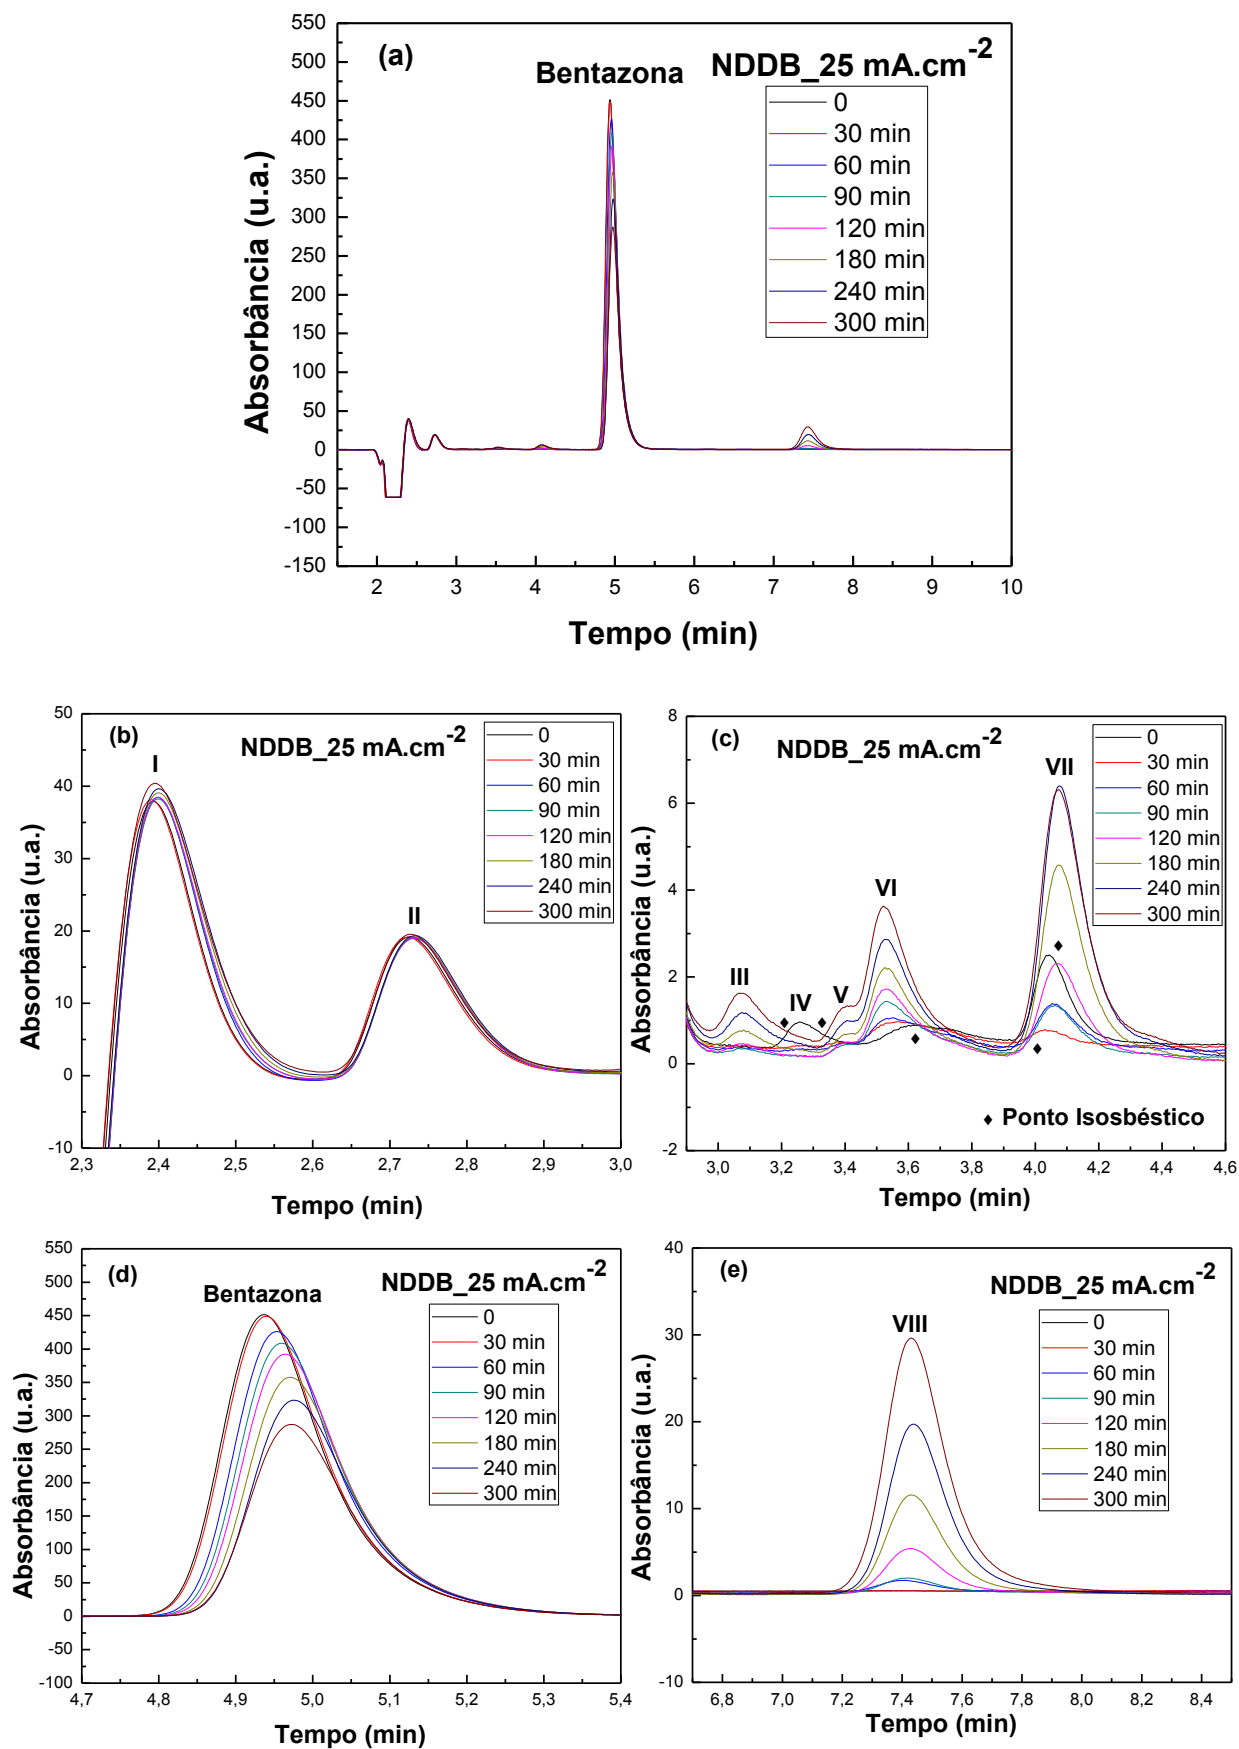 (a)
Bentazona
NDDB_25 mA.cm-2
0
30 min
60 min
90 min
120 min
180 min
240 min
300 min
550
500
450
400
350
300
250
200
150
100
50
0
-50
-100
-150
Absorbância (u.a.)
2 3 4 5 6 7 8 9 10
Tempo (min)
(b)
NDDB_25 mA.cm-2
I
II
0
30 min
60 min
90 min
120 min
180 min
240 min
300 min
50
40
30
20
10
0
-10
Absorbância (u.a.)
2,3 2,4 2,5 2,6 2,7 2,8 2,9 3,0
Tempo (min)
(c)
NDDB_25 mA.cm-2
III
IV
V
VI
VII
0
30 min
60 min
90 min
120 min
180 min
240 min
300 min
♦ Ponto Isosbéstico
8
6
4
2
0
-2
Absorbância (u.a.)
3,0 3,2 3,4 3,6 3,8 4,0 4,2 4,4 4,6
Tempo (min)
(d)
NDDB_25 mA.cm-2
Bentazona
0
30 min
60 min
90 min
120 min
180 min
240 min
300 min
550
500
450
400
350
300
250
200
150
100
50
0
-50
-100
Absorbância (u.a.)
4,7 4,8 4,9 5,0 5,1 5,2 5,3 5,4
Tempo (min)
(e)
NDDB_25 mA.cm-2
VIII
0
30 min
60 min
90 min
120 min
180 min
240 min
300 min
40
30
20
10
0
-10
Absorbância (u.a.)
6,8 7,0 7,2 7,4 7,6 7,8 8,0 8,2 8,4
Tempo (min)